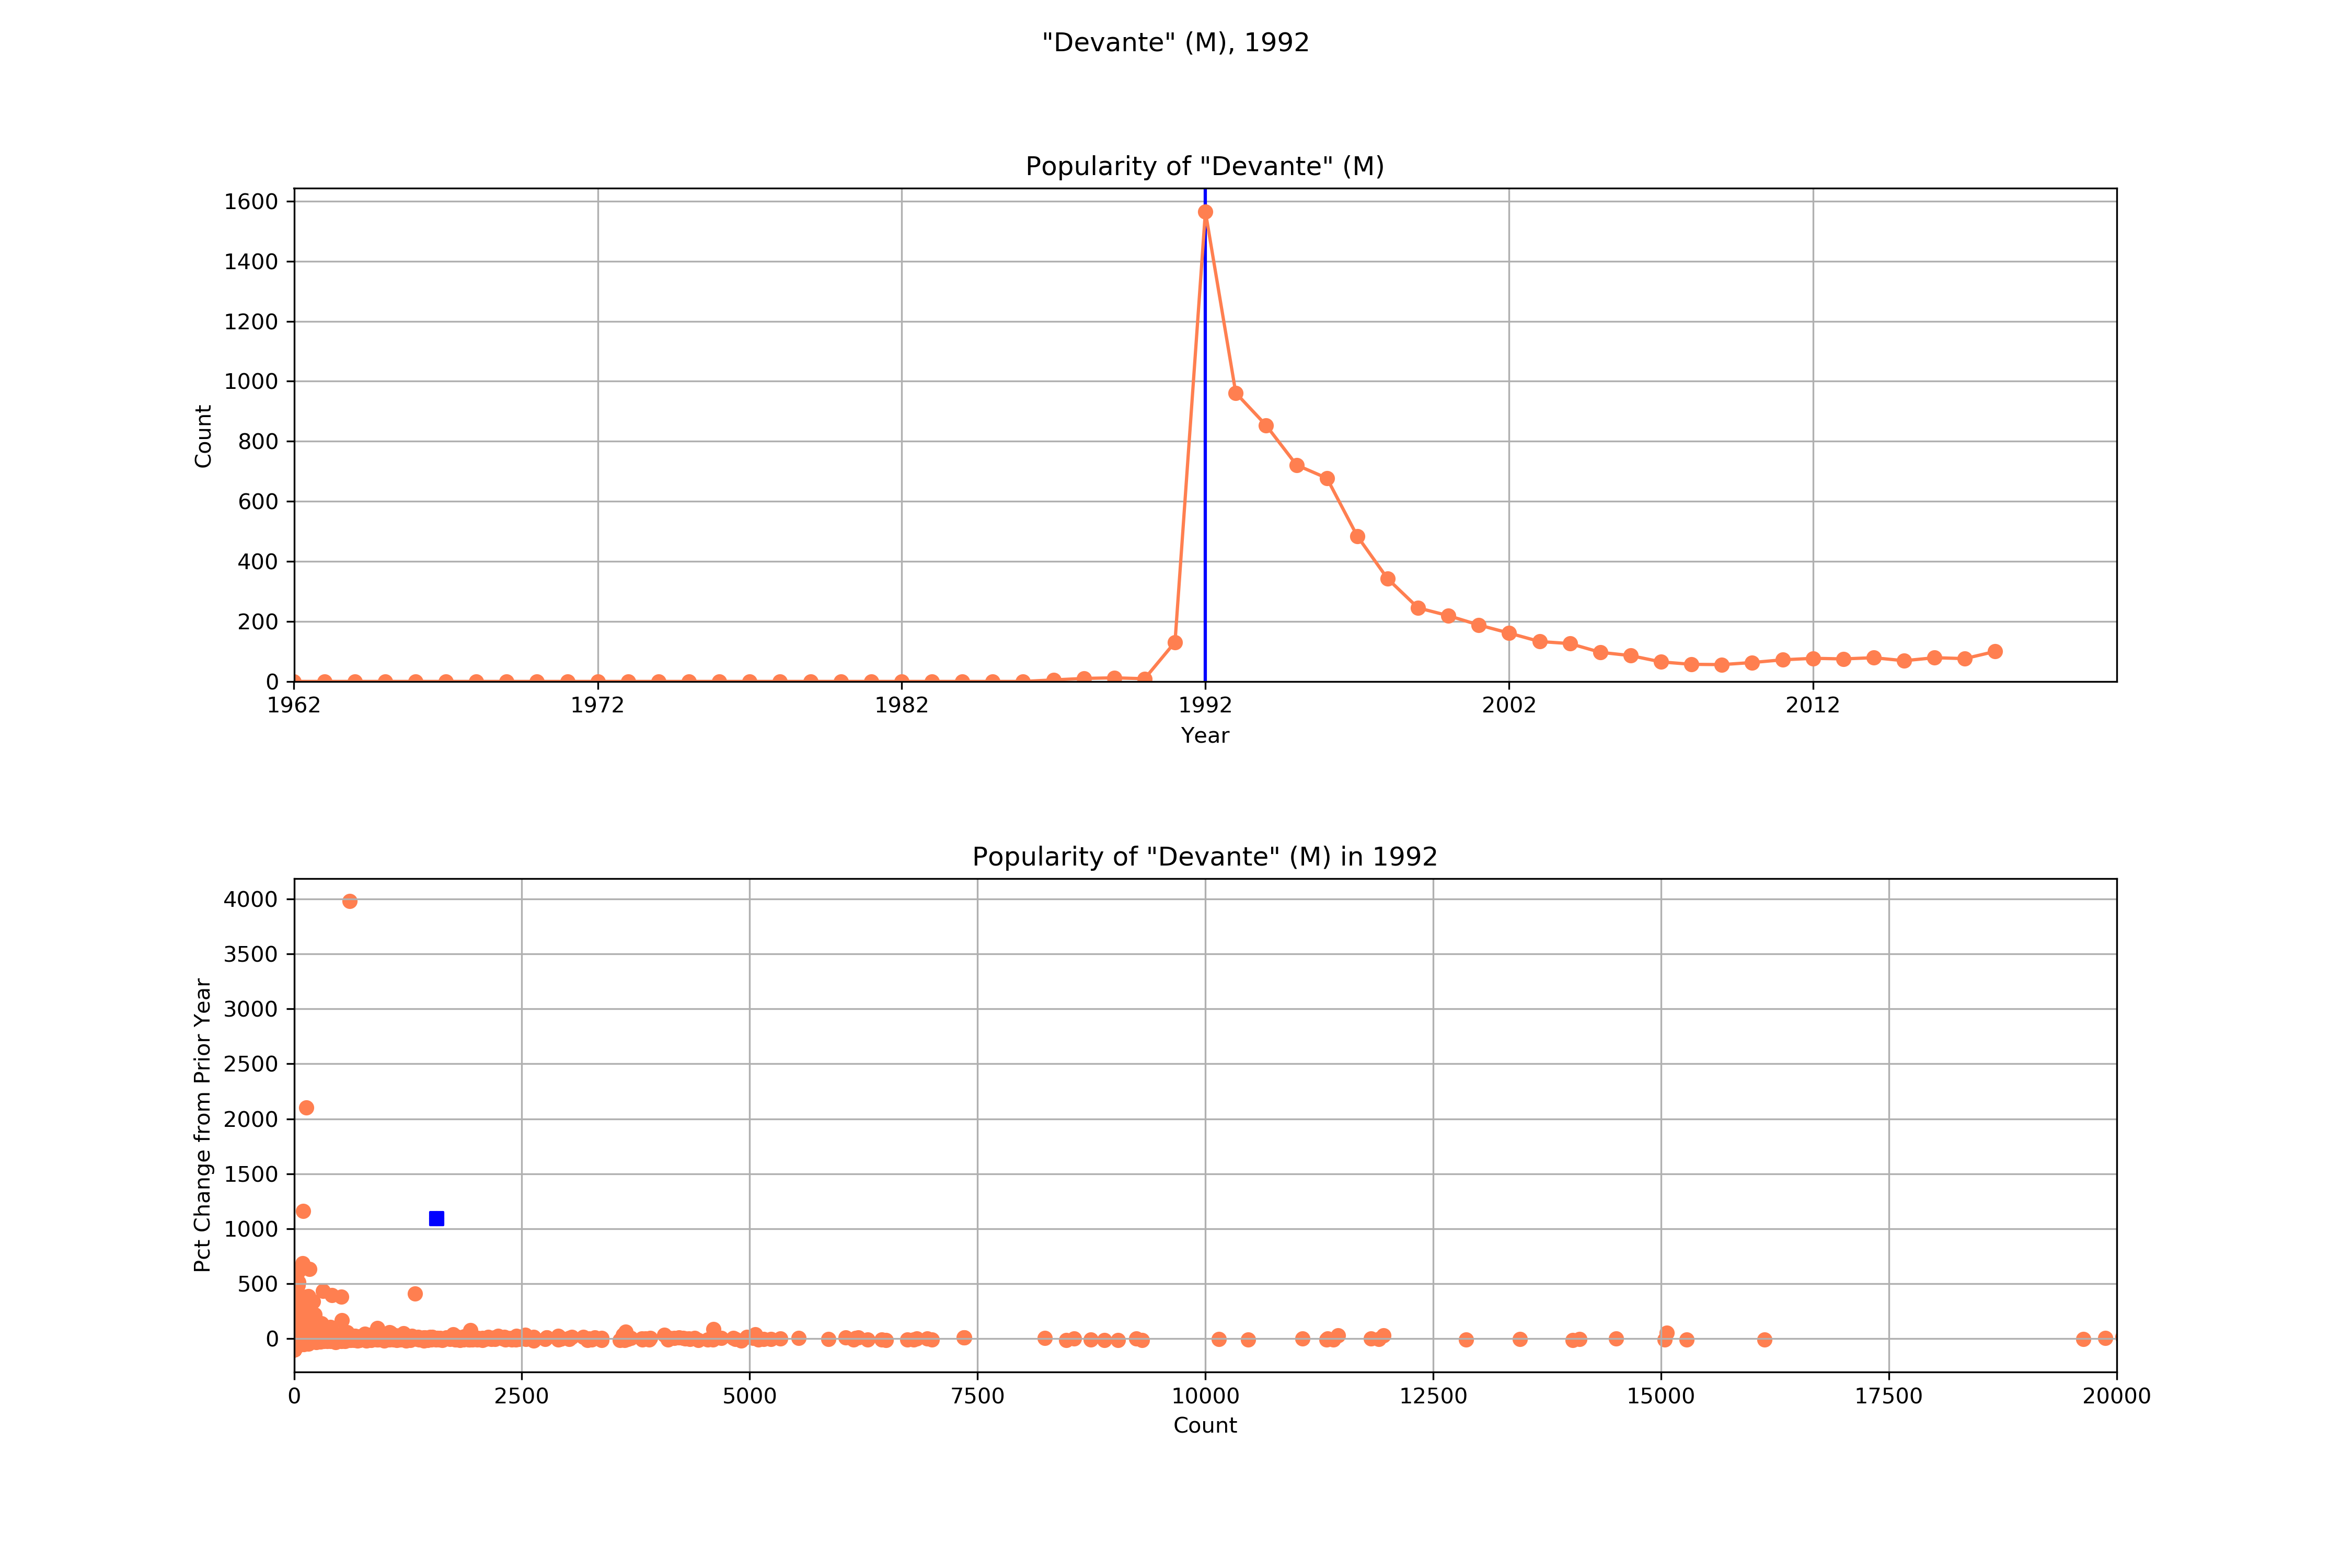 "Devante" (M), 1992
Popularity of "Devante" (M)
1600
1400
1200
1000
800
600
400
200
0
Count
1962 1972 1982 1992 2002 2012
Year
Popularity of "Devante" (M) in 1992
4000
3500
3000
2500
2000
1500
1000
500
0
Pct Change from Prior Year
0 2500 5000 7500 10000 12500 15000 17500 20000
Count